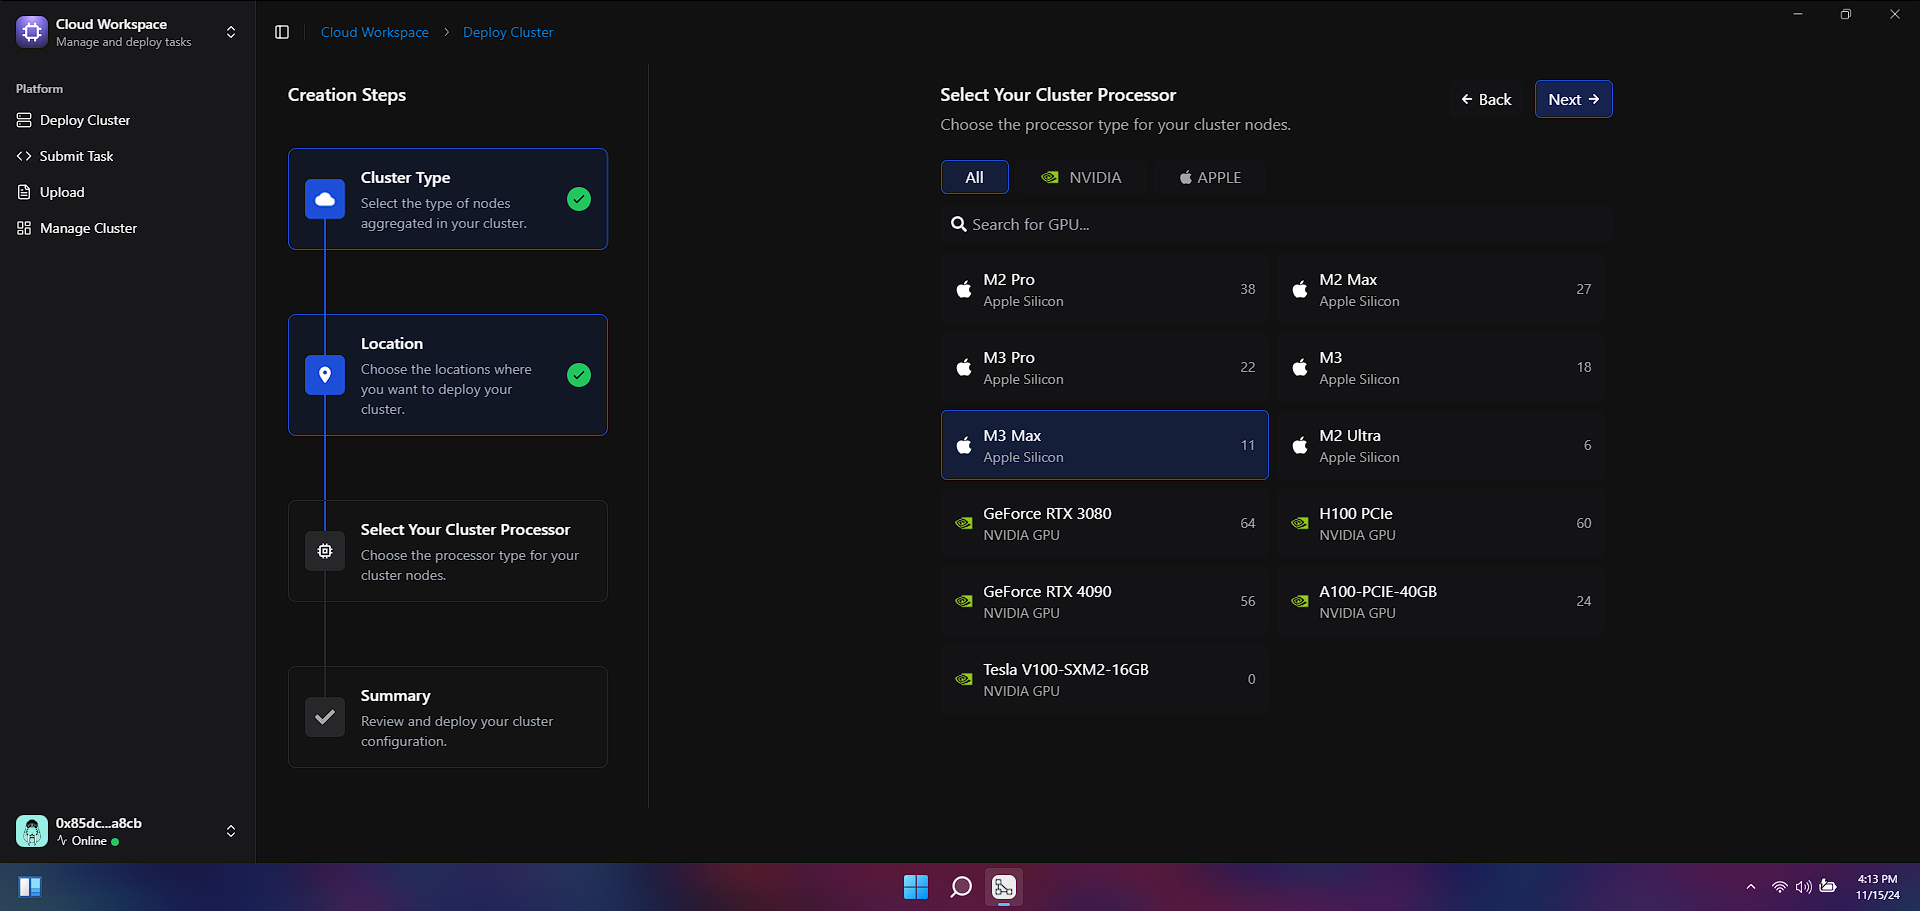 Cloud Workspace
Manage and deploy tasks
Platform
Deploy Cluster
Submit Task
Upload
Manage Cluster
0x85dc...a8cb
Online
Cloud Workspace > Deploy Cluster
Creation Steps
Cluster Type
Select the type of nodes
aggregated in your cluster.
Location
Choose the locations where
you want to deploy your
cluster.
Select Your Cluster Processor
Choose the processor type for your
cluster nodes.
Summary
Review and deploy your cluster
configuration.
Select Your Cluster Processor
Choose the processor type for your cluster nodes.
Back
Next
All
NVIDIA
APPLE
Search for GPU...
M2 Pro
Apple Silicon
38
M2 Max
Apple Silicon
27
M3 Pro
Apple Silicon
22
M3
Apple Silicon
18
M3 Max
Apple Silicon
11
M2 Ultra
Apple Silicon
6
GeForce RTX 3080
NVIDIA GPU
64
H100 PCIe
NVIDIA GPU
60
GeForce RTX 4090
NVIDIA GPU
56
A100-PCIE-40GB
NVIDIA GPU
24
Tesla V100-SXM2-16GB
NVIDIA GPU
0
4:13 PM
11/15/24